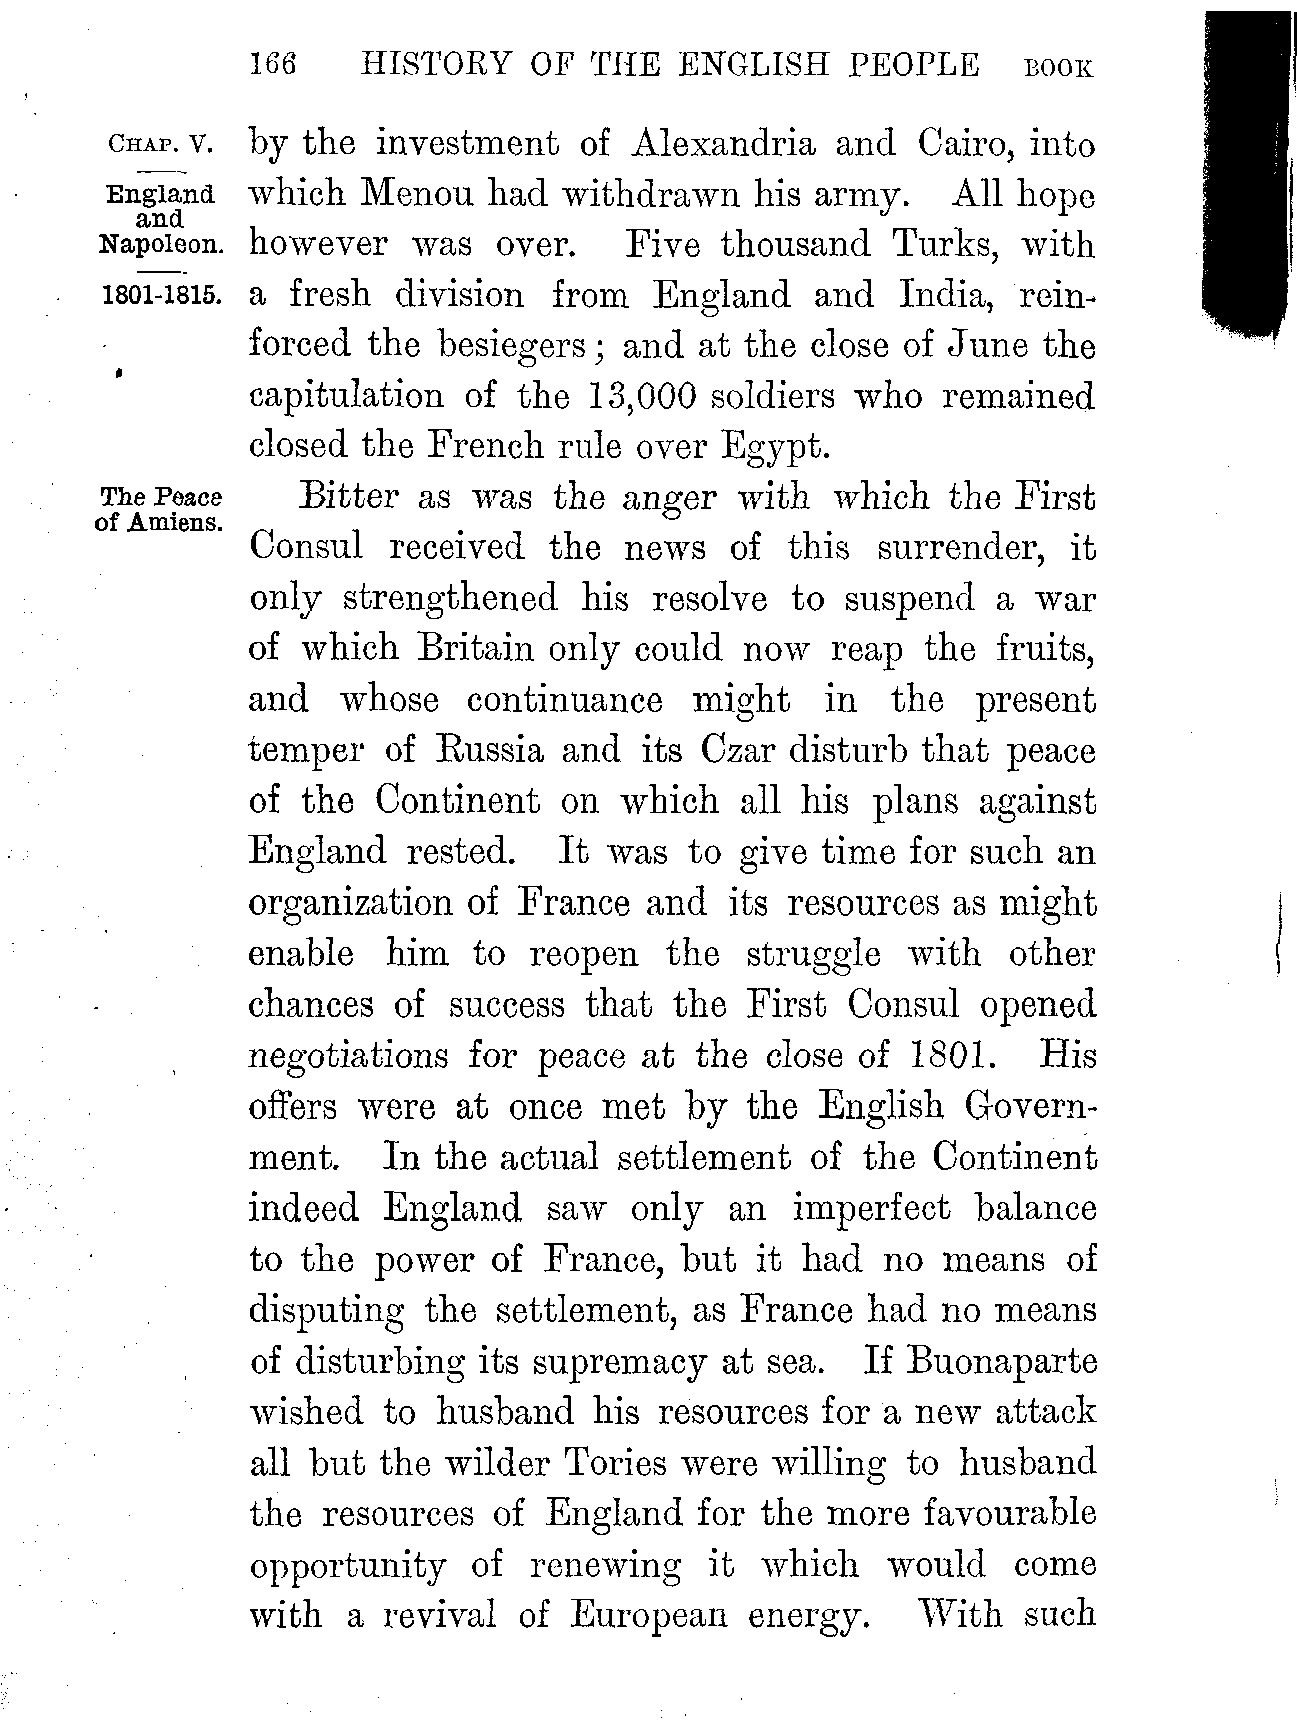 166 HISTORY OF THE ENGLISH PEOPLE BOOK
CHAP. V.
England
and
Napoleon.
1801-1815.
by the investment of Alexandria and Cairo, into
which Menou had withdrawn his army. All hope
however was over. Five thousand Turks, with
a fresh division from England and India, rein-
forced the besiegers; and at the close of June the
capitulation of the 13,000 soldiers who remained
closed the French rule over Egypt.
The Peace
of Amiens.
Bitter as was the anger with which the First
Consul received the news of this surrender, it
only strengthened his resolve to suspend a war
of which Britain only could now reap the fruits,
and whose continuance might in the present
temper of Russia and its Czar disturb that peace
of the Continent on which all his plans against
England rested. It was to give time for such an
organization of France and its resources as might
enable him to reopen the struggle with other
chances of success that the First Consul opened
negotiations for peace at the close of 1801. His
offers were at once met by the English Govern-
ment. In the actual settlement of the Continent
indeed England saw only an imperfect balance
to the power of France, but it had no means of
disputing the settlement, as France had no means
of disturbing its supremacy at sea. If Buonaparte
wished to husband his resources for a new attack
all but the wilder Tories were willing to husband
the resources of England for the more favourable
opportunity of renewing it which would come
with a revival of European energy. With such